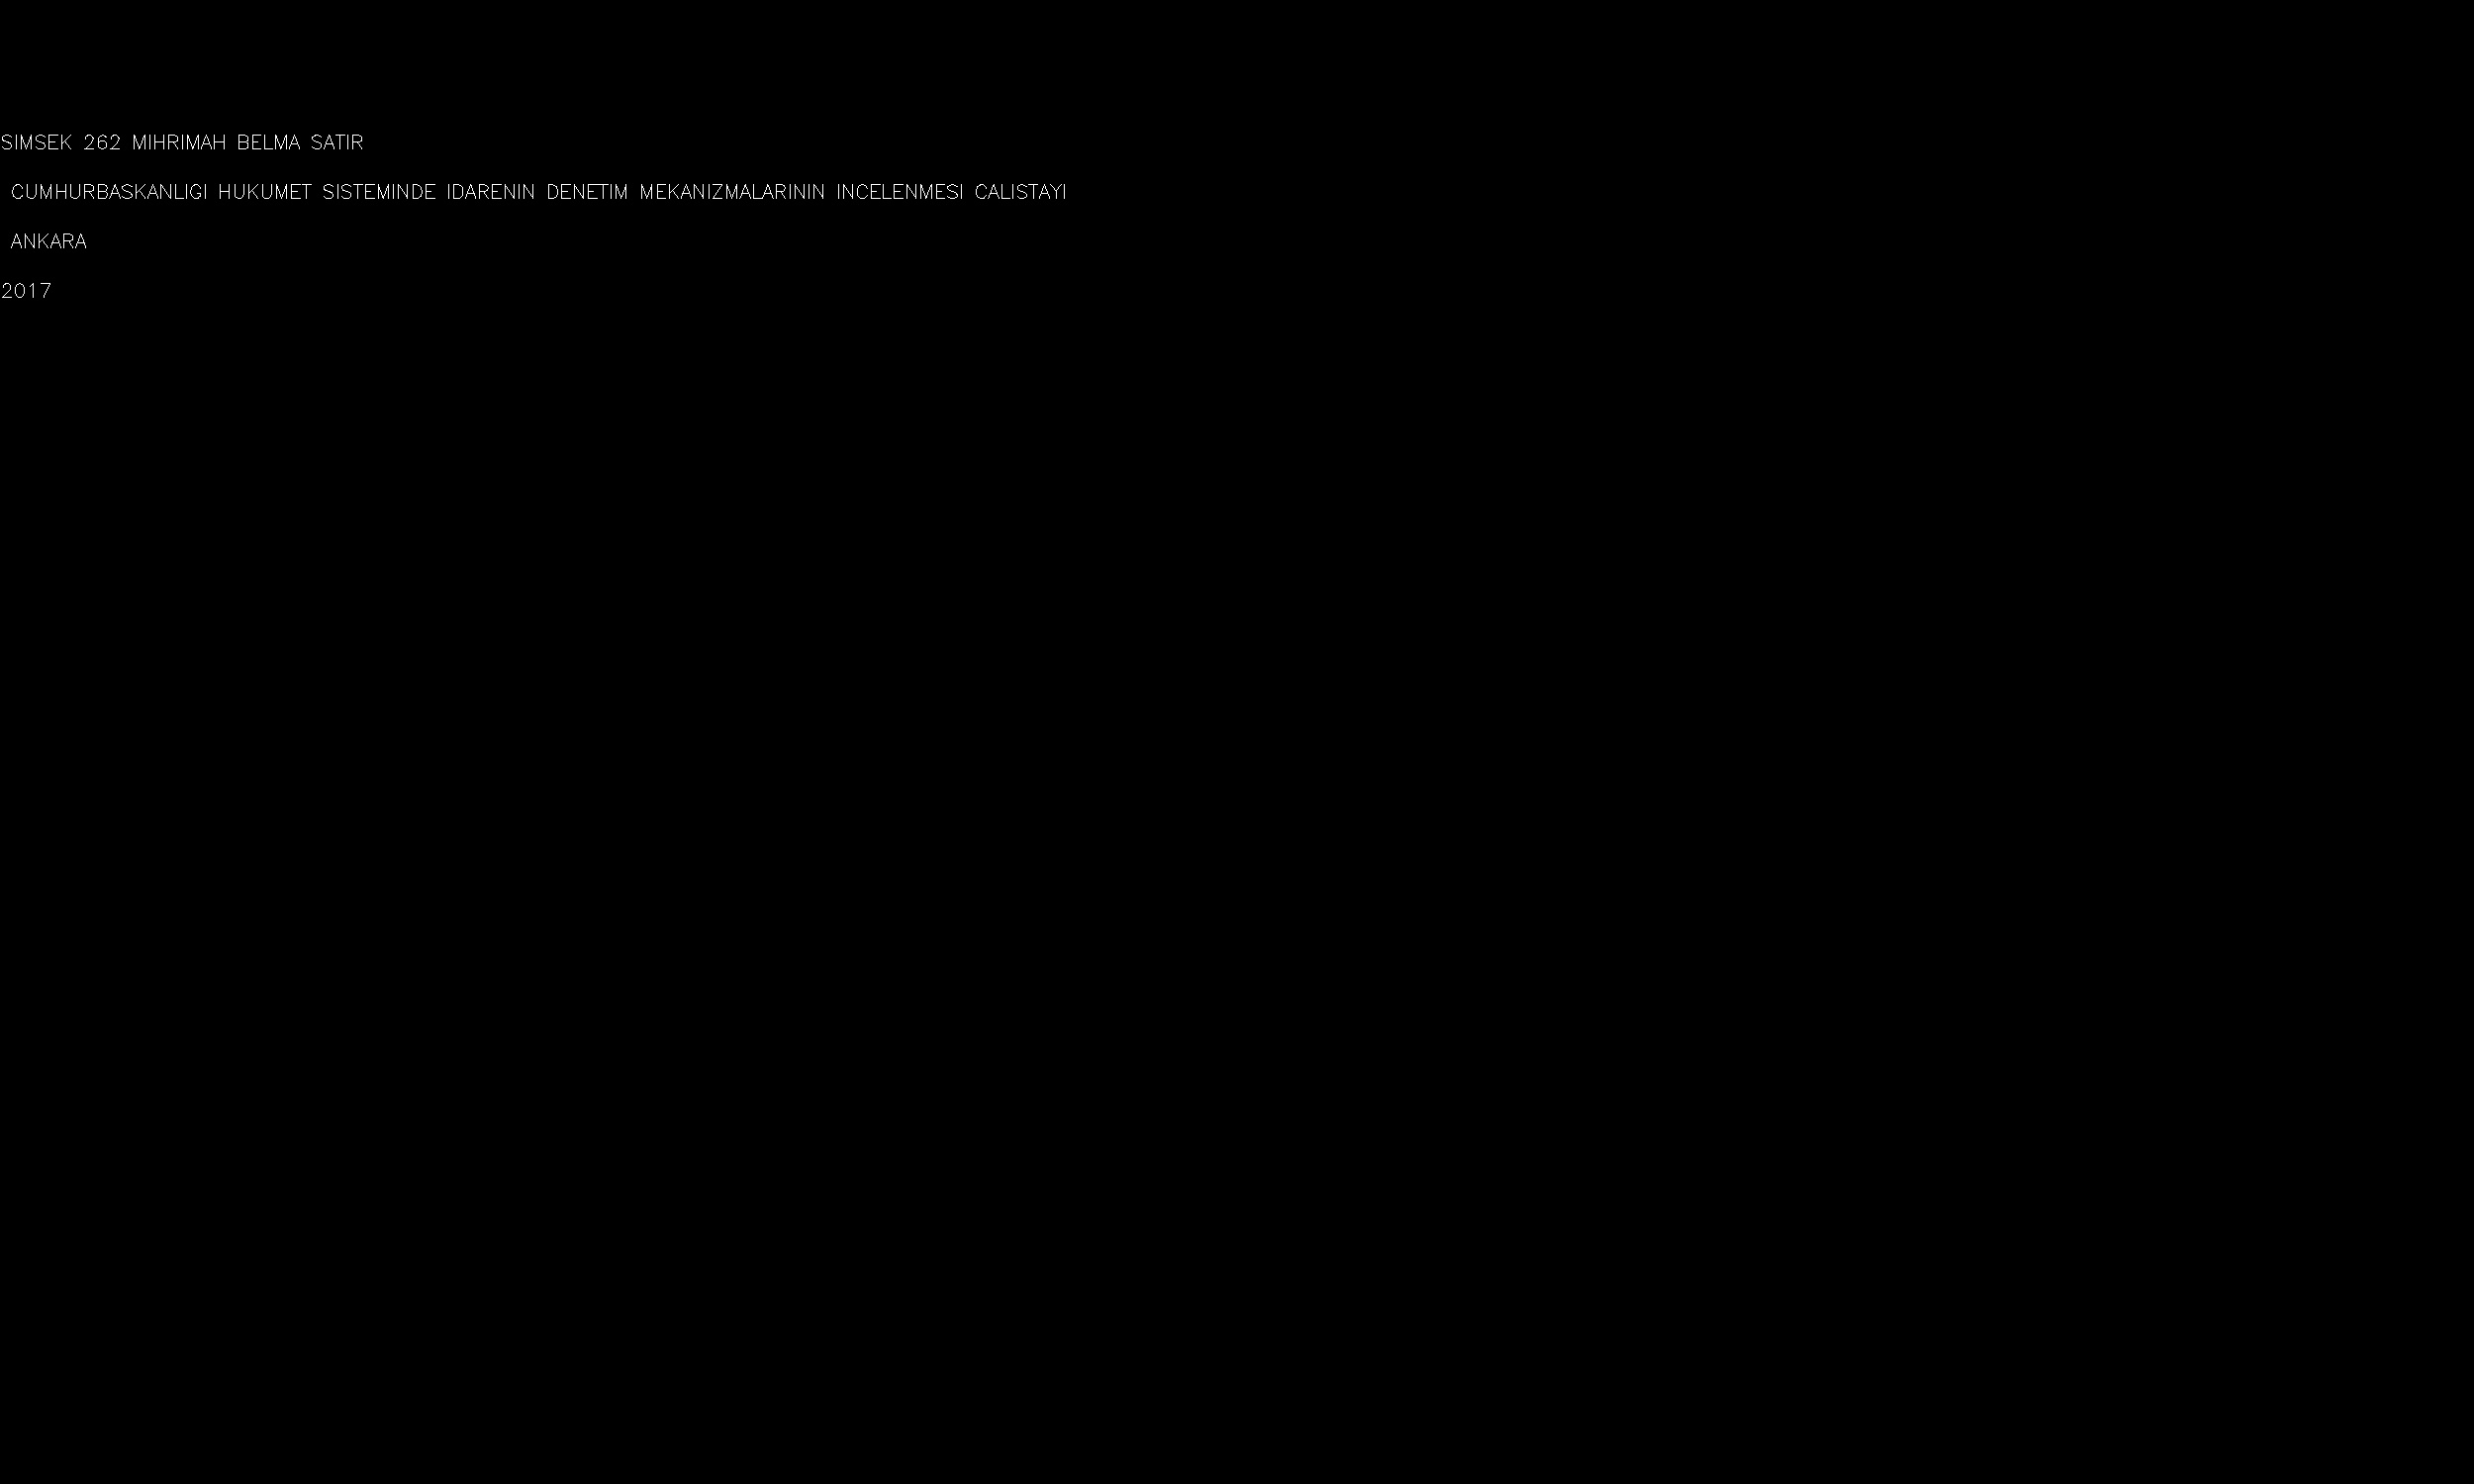 SIMSEK 262 MIHRIMAH BELMA SATIR
CUMHURBASKANLIGI HUKUMET SISTEMINDE IDARENIN DENETIM MEKANIZMALARININ INCELENMESI CALISTAYI
ANKARA
2017